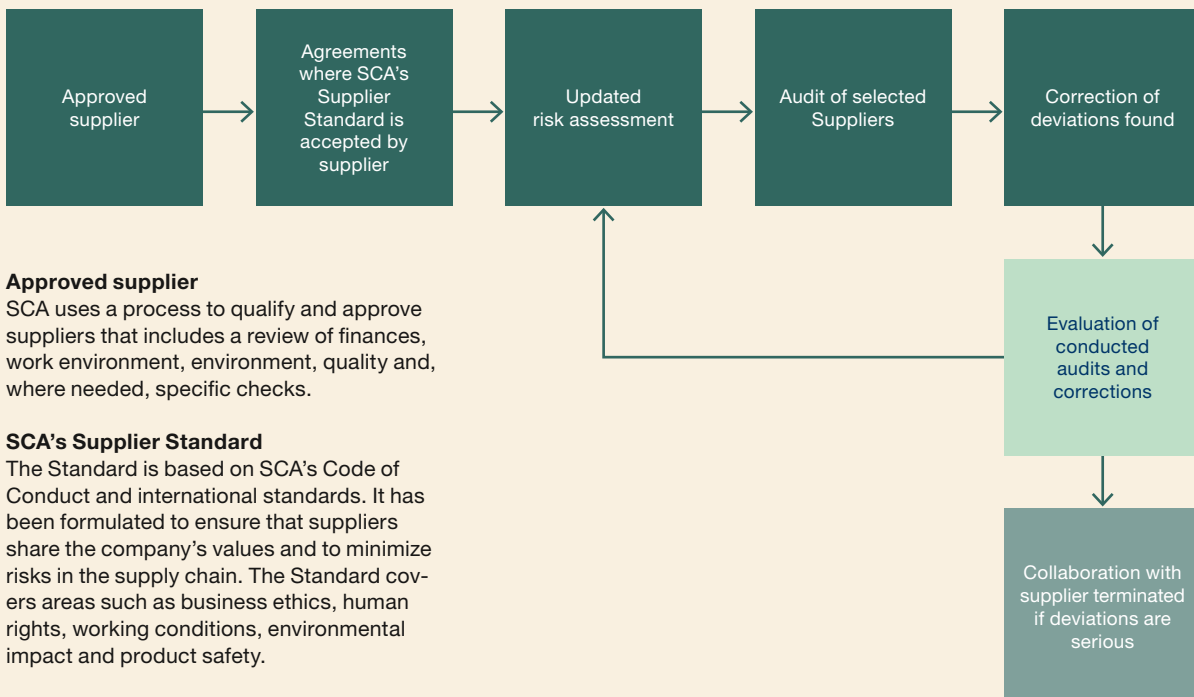 Approved
supplier
Agreements
where SCA's
Supplier
Standard is
accepted by
supplier
Updated
risk assessment
Audit of selected
Suppliers
Correction of
deviations found
Evaluation of
conducted
audits and
corrections
Collaboration with
supplier terminated
if deviations are
serious
Approved supplier
SCA uses a process to qualify and approve
suppliers that includes a review of finances,
work environment, environment, quality and,
where needed, specific checks.
SCA’s Supplier Standard
The Standard is based on SCA’s Code of
Conduct and international standards. It has
been formulated to ensure that suppliers
share the company’s values and to minimize
risks in the supply chain. The Standard cov-
ers areas such as business ethics, human
rights, working conditions, environmental
impact and product safety.